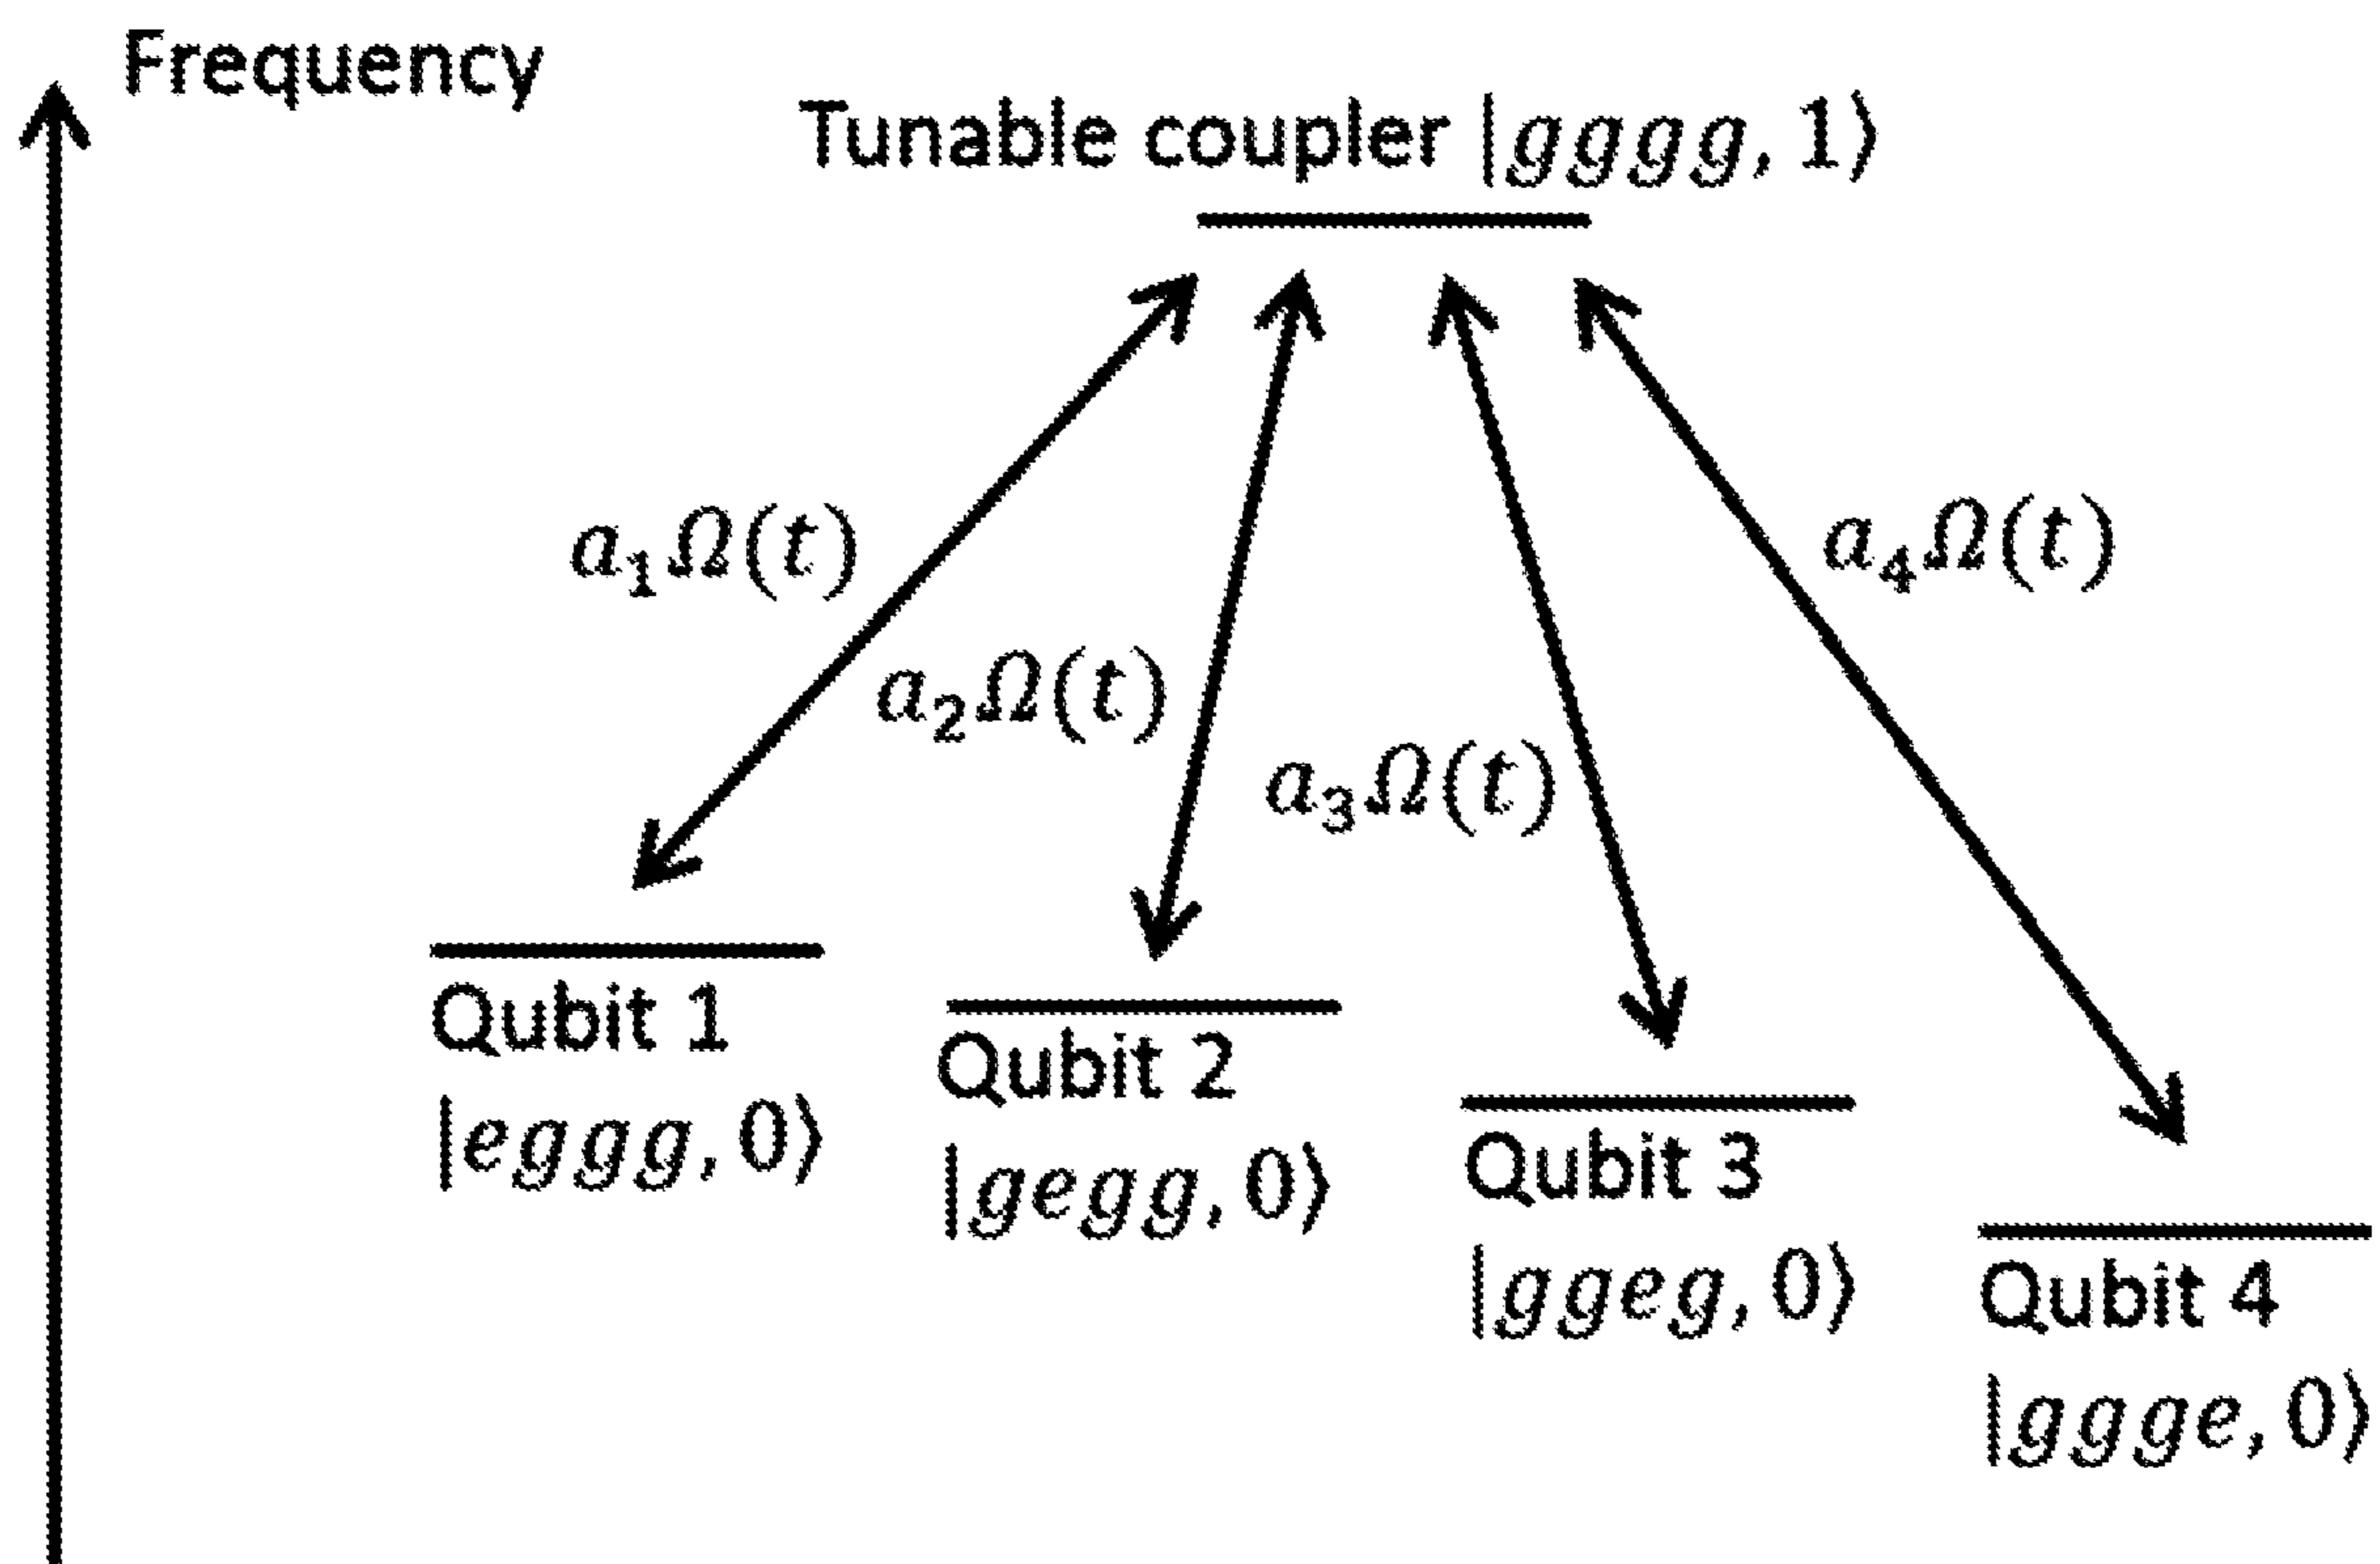 Frequency
Tunable coupler |gggg, 1⟩
a₁Ω(t)
a₂Ω(t)
a₃Ω(t)
a₄Ω(t)
Qubit 1
|eggg, 0⟩
Qubit 2
|gegg, 0⟩
Qubit 3
|ggeg, 0⟩
Qubit 4
|ggge, 0⟩